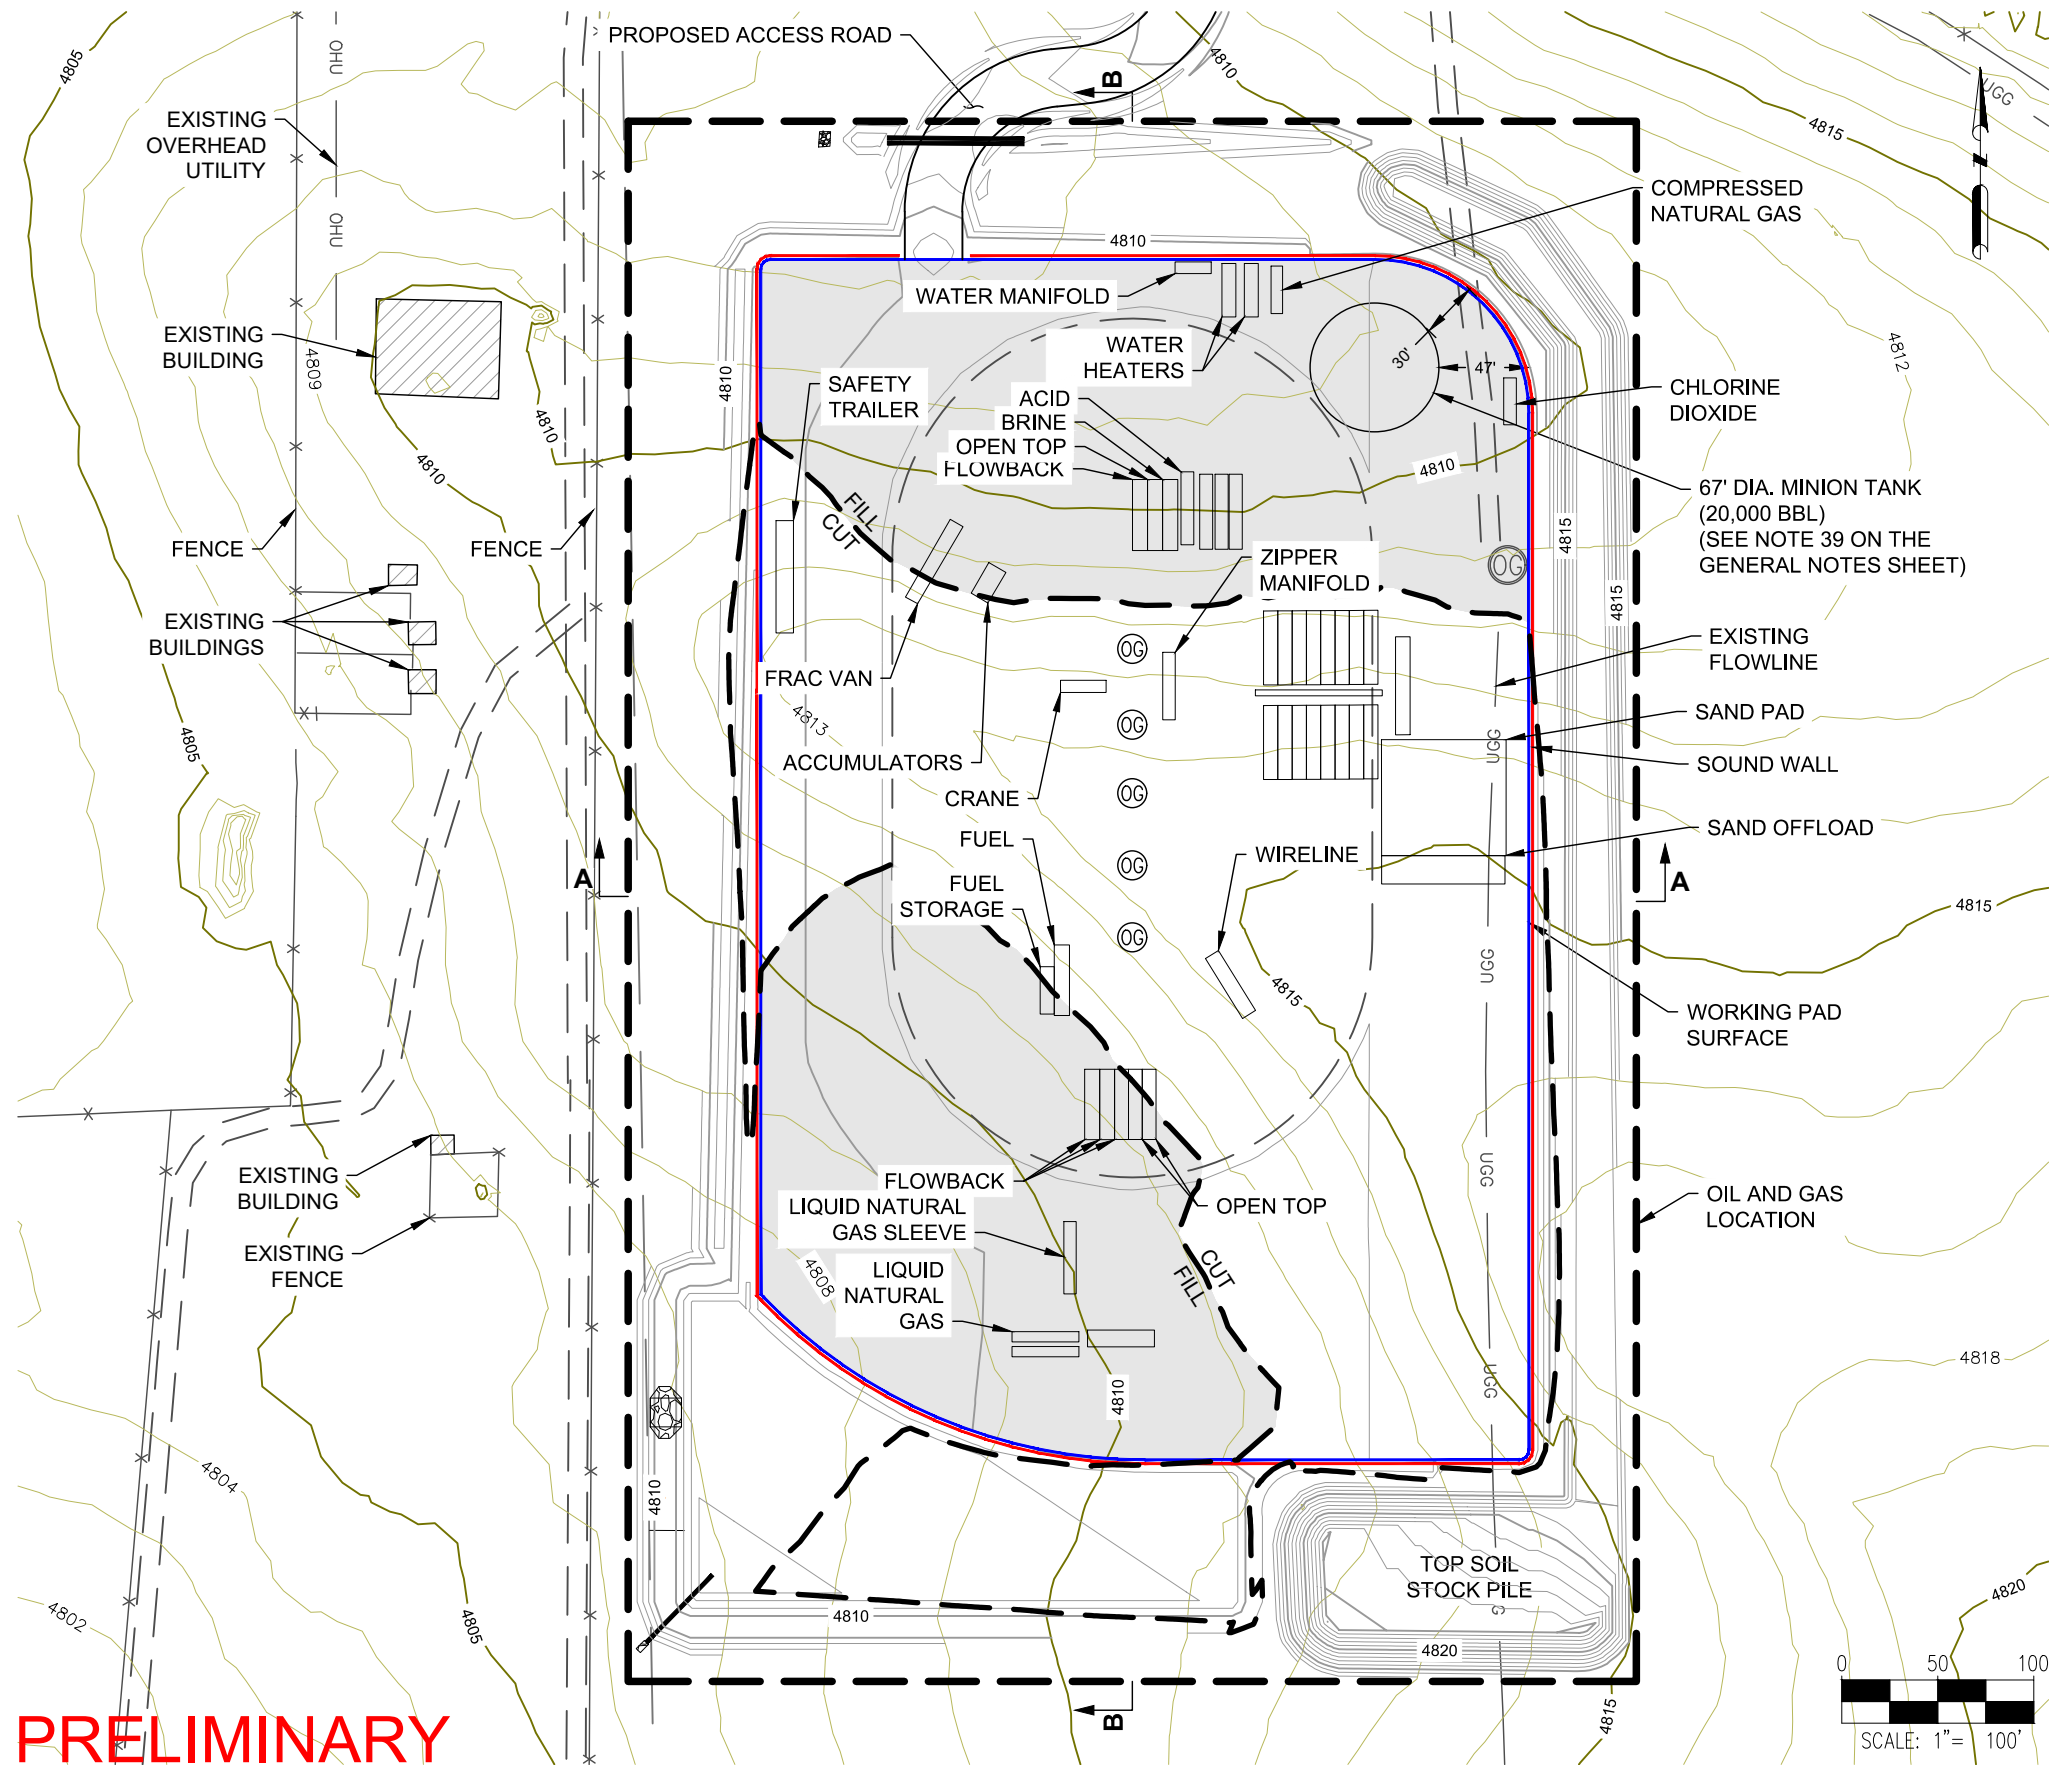 PROPOSED ACCESS ROAD
B
4805
OHU
4810
UGG
4815
EXISTING
OVERHEAD
UTILITY
COMPRESSED
NATURAL GAS
OHU
4810
WATER MANIFOLD
EXISTING
BUILDING
4809
4810
WATER
HEATERS
30'
47'
4812
SAFETY
TRAILER
ACID
BRINE
OPEN TOP
FLOWBACK
CHLORINE
DIOXIDE
4810
4810
4810
67' DIA. MINION TANK
(20,000 BBL)
(SEE NOTE 39 ON THE
GENERAL NOTES SHEET)
FILL
CUT
4815
FENCE
FENCE
ZIPPER
MANIFOLD
OG
4815
EXISTING
BUILDINGS
OG
EXISTING
FLOWLINE
FRAC VAN
4813
OG
SAND PAD
4805
UGG
ACCUMULATORS
SOUND WALL
CRANE
OG
SAND OFFLOAD
FUEL
WIRELINE
A
OG
A
FUEL
STORAGE
4815
OG
UGG
4815
WORKING PAD
SURFACE
EXISTING
BUILDING
FLOWBACK
UGG
OPEN TOP
OIL AND GAS
LOCATION
LIQUID NATURAL
GAS SLEEVE
EXISTING
FENCE
4808
LIQUID
NATURAL
GAS
CUT
FILL
4818
4810
UGG
4804
4810
TOP SOIL
STOCK PILE
G
4802
4805
4810
4820
4820
0 50 100
SCALE: 1"= 100'
B
4815
PRELIMINARY